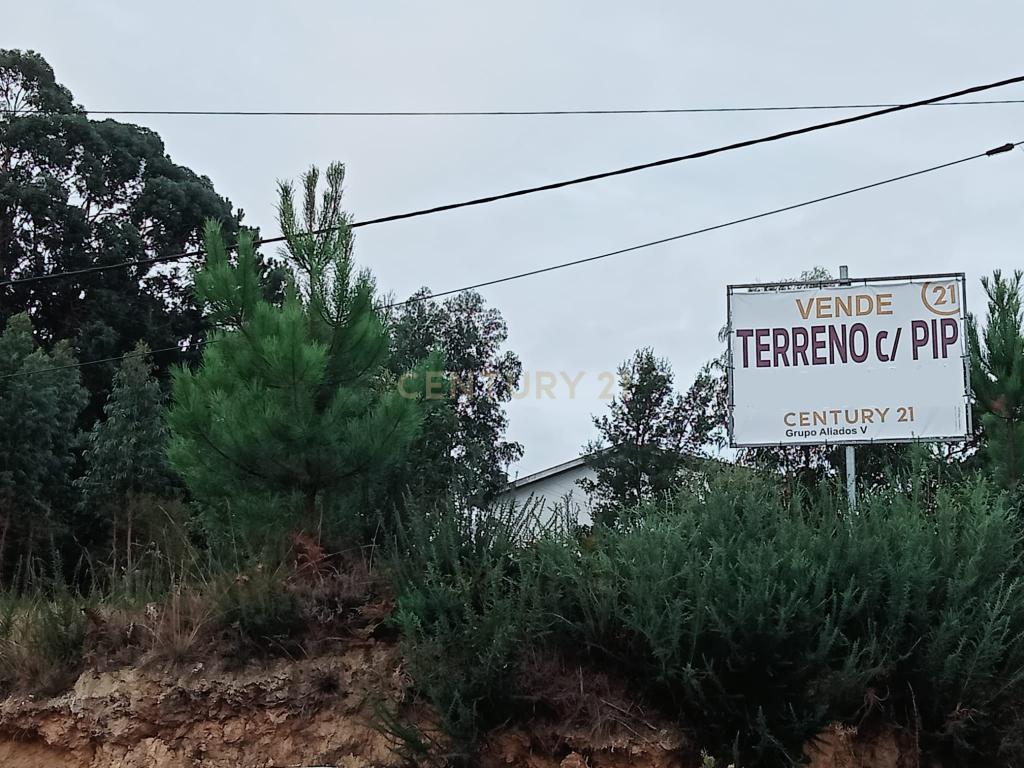 VENDE 21
TERRENO c/ PIP
CENTURY 21
CENTURY 21
Grupo Aliados V